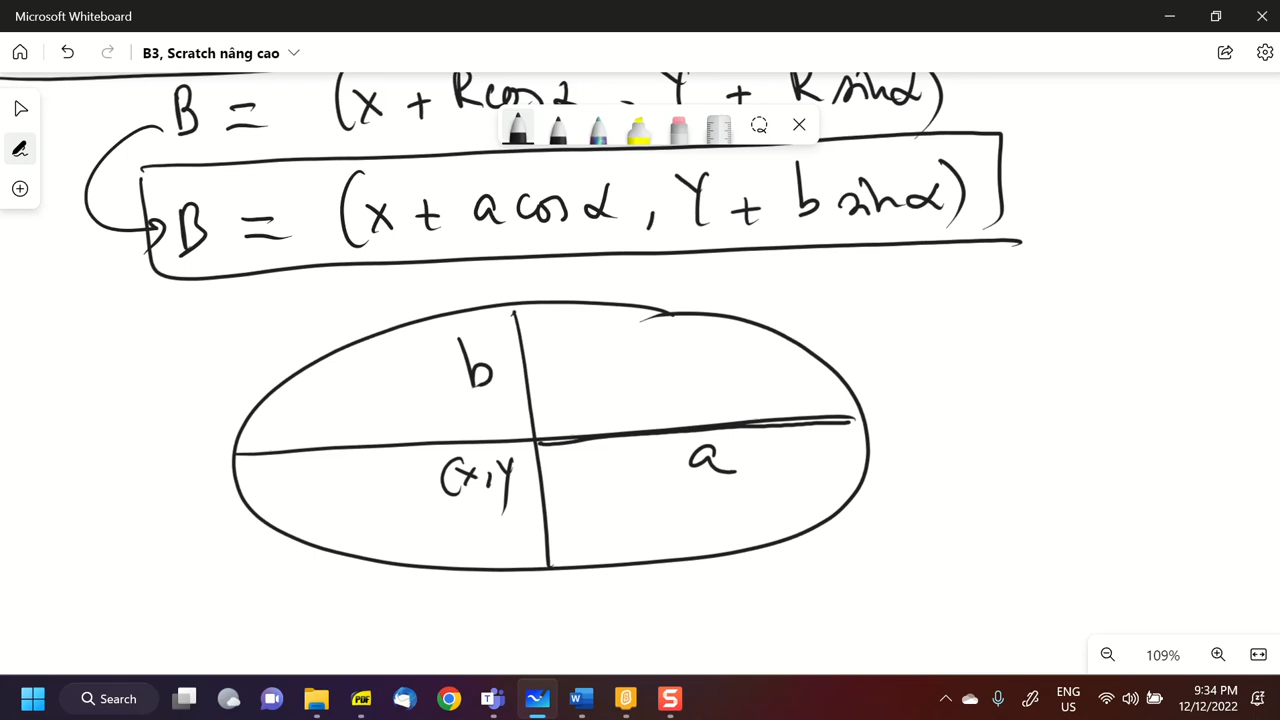 Microsoft Whiteboard
B3, Scratch nâng cao
B = (x + R cos α, Y + R sin α)
B = (x + a cos α, Y + b sin α)
b
(x, y
a
109%
Search
ENG
US
9:34 PM
12/12/2022